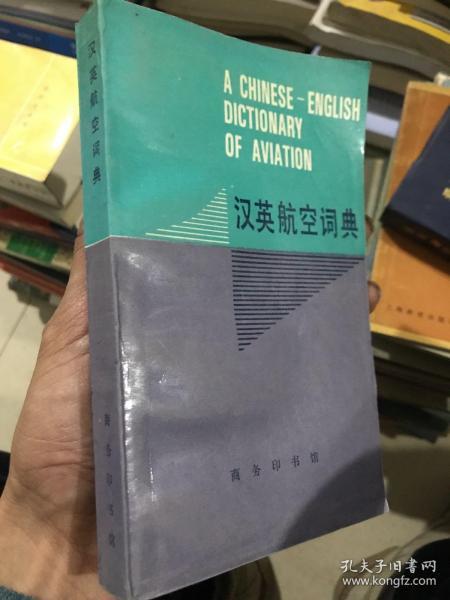 汉英航空词典
商务印书馆
A CHINESE-ENGLISH
DICTIONARY
OF AVIATION
汉英航空词典
商务印书馆
孔夫子旧书网
www.kongfz.com